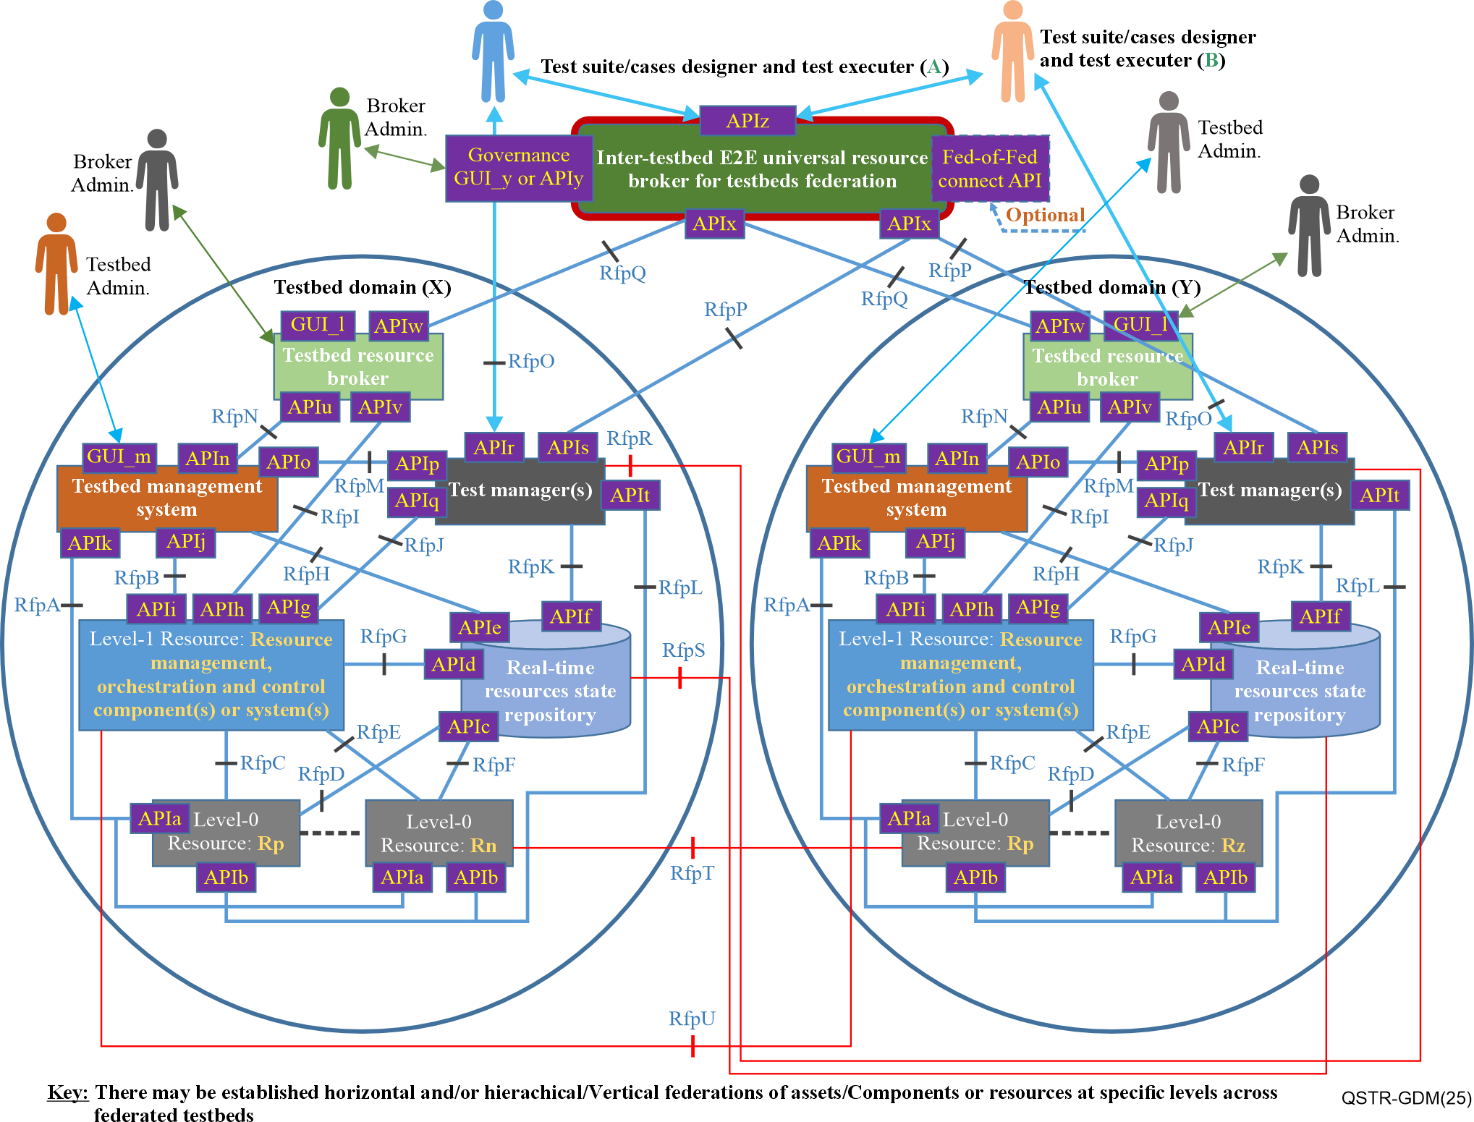 Test suite/cases designer and test executer (A)
Test suite/cases designer
and test executer (B)
Broker
Admin.
Broker
Admin.
Testbed
Admin.
Testbed
Admin.
Broker
Admin.
APIz
Governance
GUI_y or APIy
Inter-testbed E2E universal resource
broker for testbeds federation
Fed-of-Fed
connect API
Optional
APIx
APIx
RfpQ
RfpP
RfpQ
RfpP
Testbed domain (X)
GUI_l
APIw
Testbed resource
broker
APIu
APIv
RfpO
RfpN
GUI_m
APIn
APIo
RfpM
APIp
APIq
APIr
APIs
RfpR
Testbed management
system
Test manager(s)
APIt
APIk
APIj
RfpI
RfpJ
RfpH
RfpK
RfpL
RfpA
RfpB
APIi
APIh
APIg
APIe
APIf
Level-1 Resource: Resource
management,
orchestration and control
component(s) or system(s)
RfpG
APId
Real-time
resources state
repository
APIc
RfpS
RfpC
RfpD
RfpE
RfpF
APIa
Level-0
Resource: Rp
APIb
Level-0
Resource: Rn
APIa
APIb
RfpT
RfpU
Testbed domain (Y)
APIw
GUI_l
Testbed resource
broker
APIu
APIv
RfpO
RfpN
GUI_m
APIn
APIo
RfpM
APIp
APIq
APIr
APIs
Testbed management
system
Test manager(s)
APIt
APIk
APIj
RfpI
RfpJ
RfpH
RfpK
RfpL
RfpA
RfpB
APIi
APIh
APIg
APIe
APIf
Level-1 Resource: Resource
management,
orchestration and control
component(s) or system(s)
RfpG
APId
Real-time
resources state
repository
APIc
RfpC
RfpD
RfpE
RfpF
APIa
Level-0
Resource: Rp
APIb
Level-0
Resource: Rz
APIa
APIb
Key: There may be established horizontal and/or hierachical/Vertical federations of assets/Components or resources at specific levels across
federated testbeds
QSTR-GDM(25)